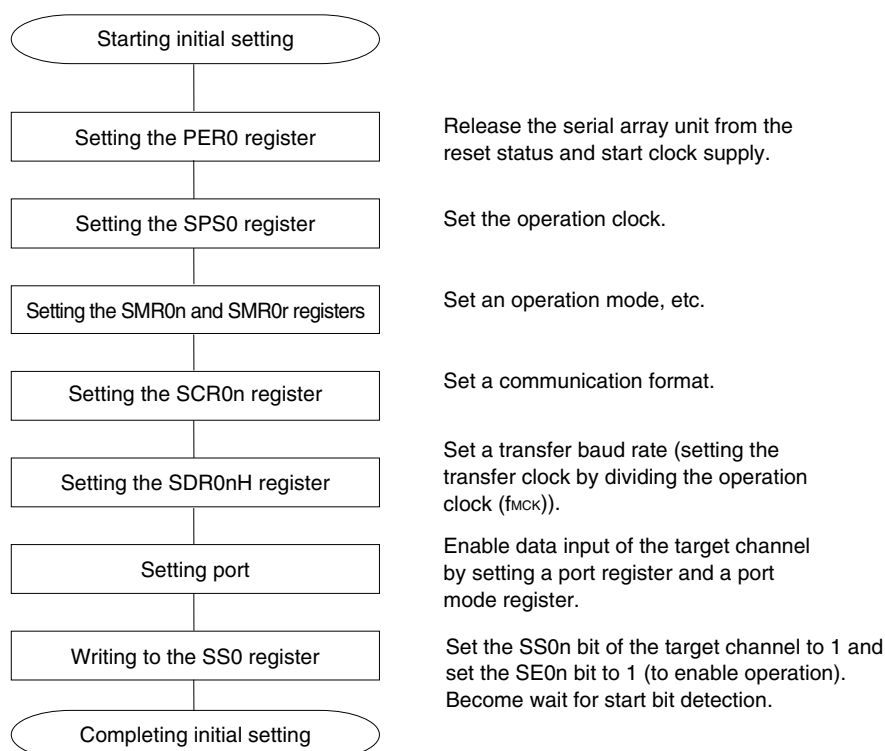 Starting initial setting
Setting the PER0 register
Release the serial array unit from the
reset status and start clock supply.
Setting the SPS0 register
Set the operation clock.
Setting the SMR0n and SMR0r registers
Set an operation mode, etc.
Setting the SCR0n register
Set a communication format.
Setting the SDR0nH register
Set a transfer baud rate (setting the
transfer clock by dividing the operation
clock (fMCK)).
Setting port
Enable data input of the target channel
by setting a port register and a port
mode register.
Writing to the SS0 register
Set the SS0n bit of the target channel to 1 and
set the SE0n bit to 1 (to enable operation).
Become wait for start bit detection.
Completing initial setting